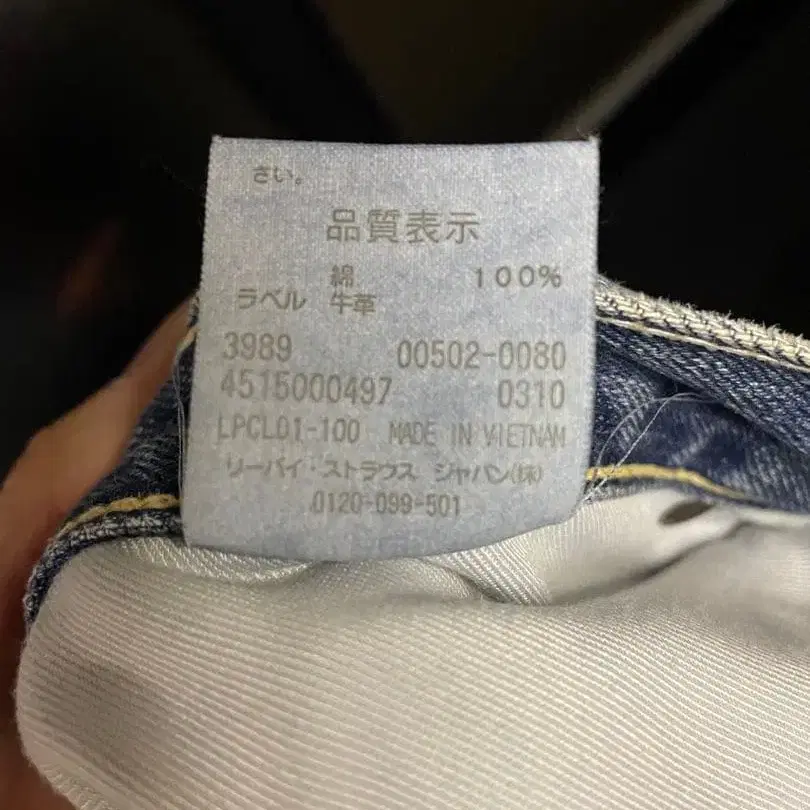 さい。
品質表示
綿 100%
ラベル 牛革
3989 00502-0080
4515000497 0310
LPCL01-100 MADE IN VIETNAM
リーバイ・ストラウス ジャパン(株)
0120-099-501